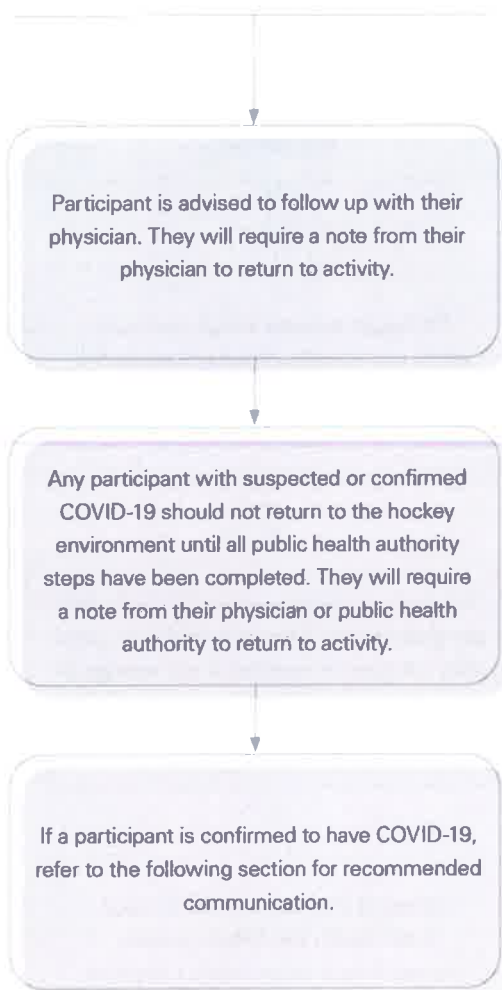 Participant is advised to follow up with their
physician. They will require a note from their
physician to return to activity.
Any participant with suspected or confirmed
COVID-19 should not return to the hockey
environment until all public health authority
steps have been completed. They will require
a note from their physician or public health
authority to return to activity.
If a participant is confirmed to have COVID-19,
refer to the following section for recommended
communication.